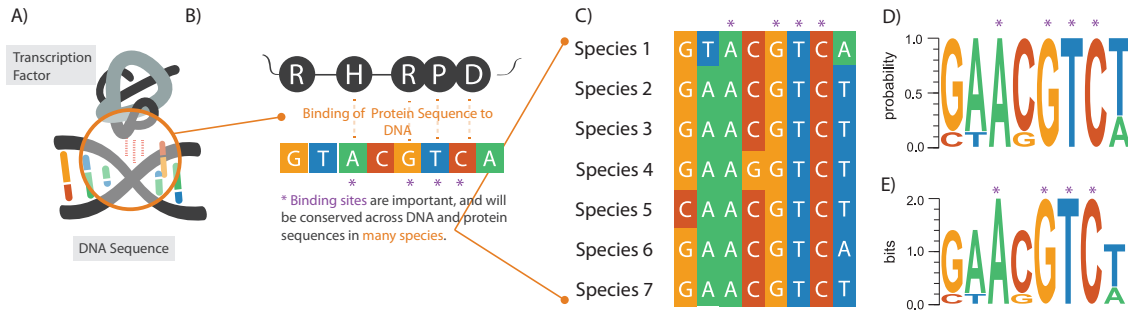 A)
Transcription
Factor
DNA Sequence
B)
R H R P D
Binding of Protein Sequence to
DNA
G T A C G T C A
* * * *
* Binding sites are important, and will
be conserved across DNA and protein
sequences in many species.
C)
* * * *
Species 1 G T A C G T C A
Species 2 G A A C G T C T
Species 3 G A A C G T C T
Species 4 G A A G G T C T
Species 5 C A A C G T C T
Species 6 G A A C G T C A
Species 7 G A A C G T C T
D)
* * * *
probability
1.0
0.5
0.0
G A A C G T C T
C T G A
E)
* * * *
bits
2.0
1.0
0.0
G A A C G T C T
C T G A